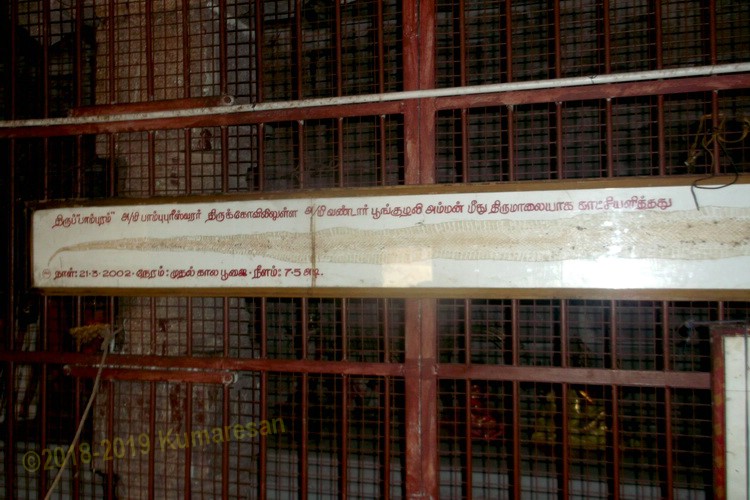 திருப்"பாம்புரம்" அ/மி பாம்புரீஸ்வரர் திருக்கோவிலிலுள்ள அ/மி வண்டார் பூங்குழலி அம்மன் மீது திருமாலையாக காட்சியளித்தது
நாள்: 21-5-2002 - நேரம்: முதல் கால பூஜை - நீளம்: 7-5 அடி.
©2018-2019 Kumaresan